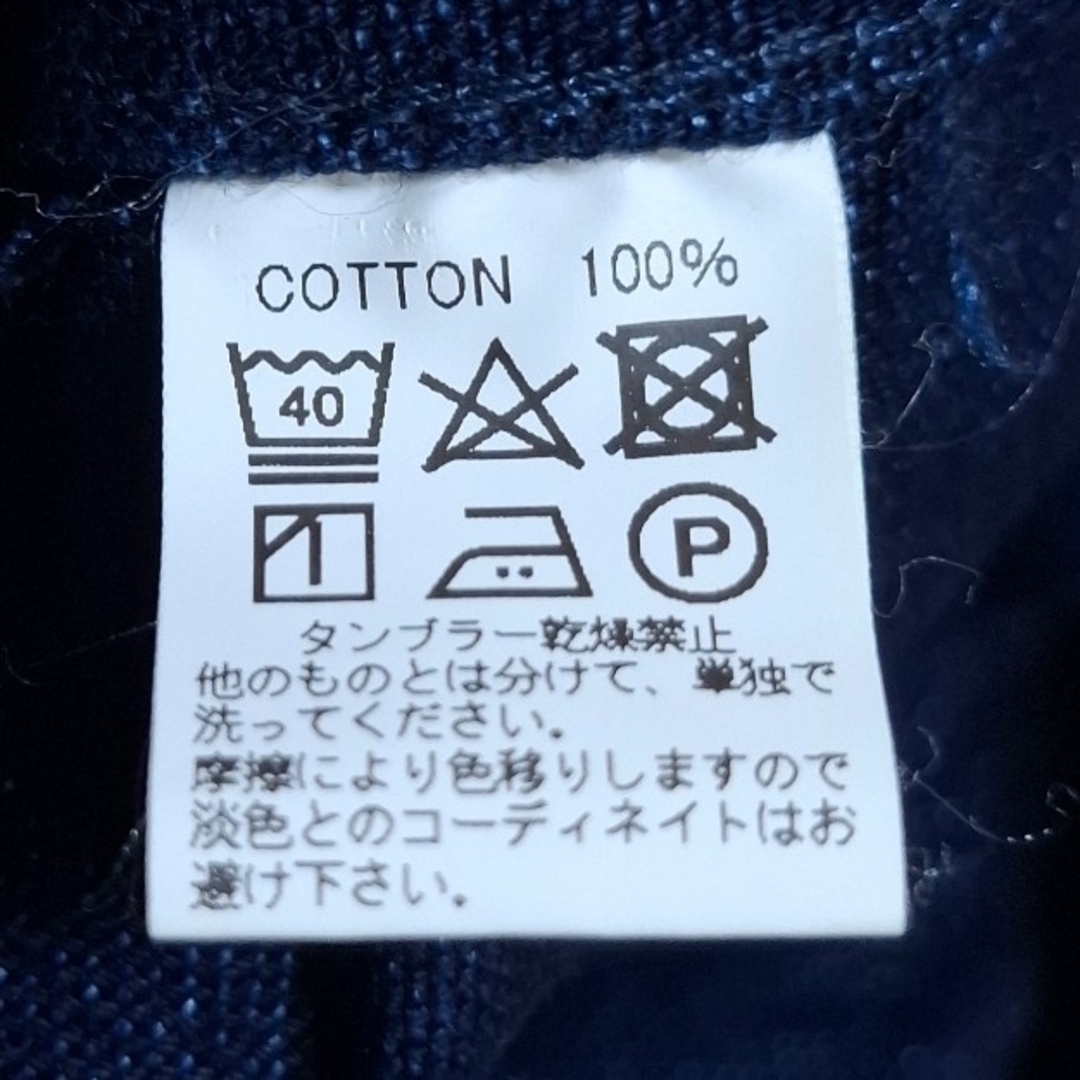 COTTON 100%
40
P
タンブラー乾燥禁止
他のものとは分けて、単独で
洗ってください。
摩擦により色移りしますので
淡色とのコーディネイトはお
避け下さい。